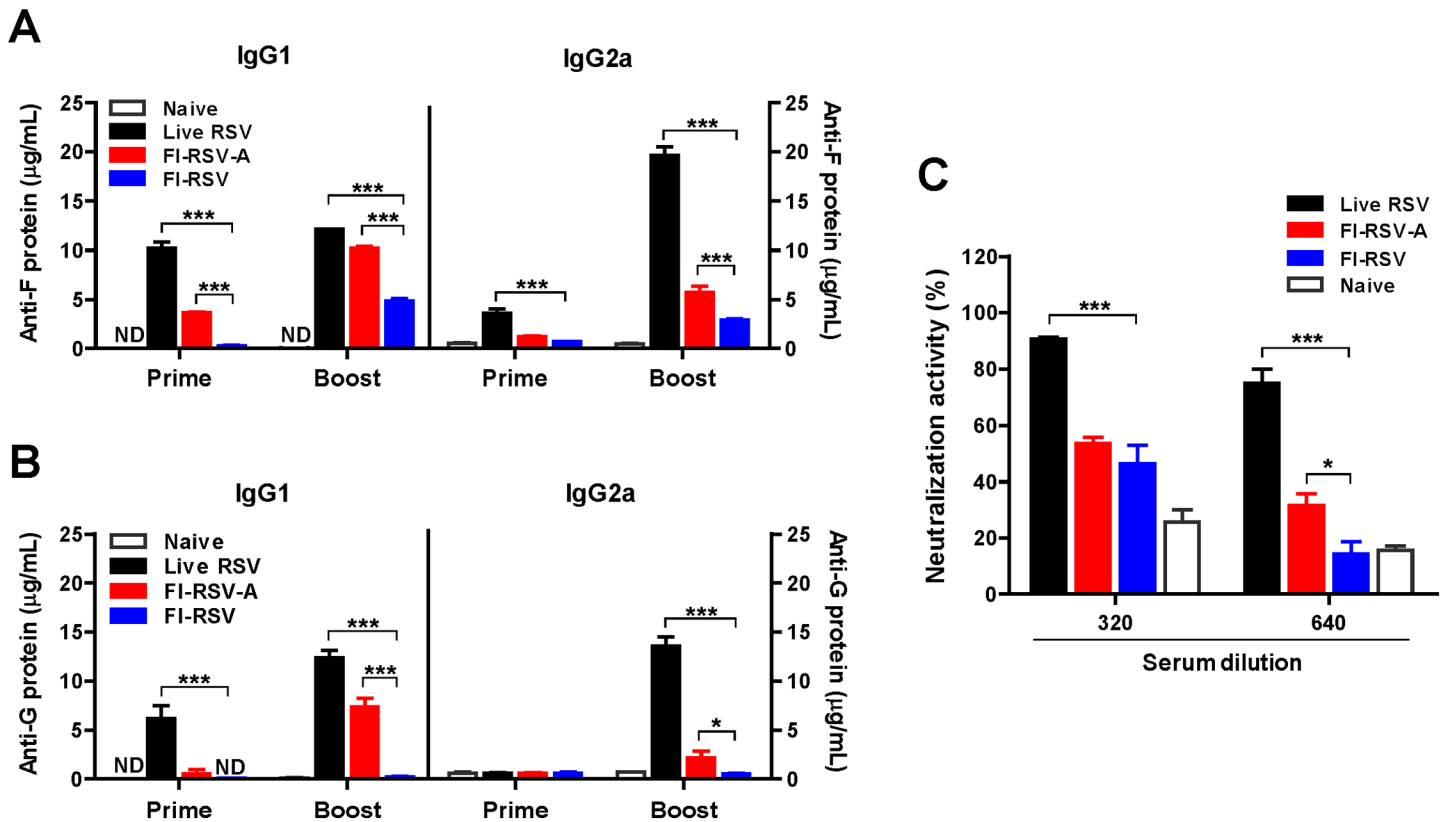 A
IgG1
IgG2a
Anti-F protein (μg/mL)
25
20
15
10
5
0
Naive
Live RSV
FI-RSV-A
FI-RSV
ND
***
***
ND
***
***
***
***
***
25
20
15
10
5
0
Anti-F protein (μg/mL)
Prime
Boost
Prime
Boost
B
IgG1
IgG2a
Anti-G protein (μg/mL)
25
20
15
10
5
0
Naive
Live RSV
FI-RSV-A
FI-RSV
ND
***
ND
***
***
***
*
25
20
15
10
5
0
Anti-G protein (μg/mL)
Prime
Boost
Prime
Boost
C
Live RSV
FI-RSV-A
FI-RSV
Naive
Neutralization activity (%)
120
100
80
60
40
20
0
***
***
*
320
640
Serum dilution